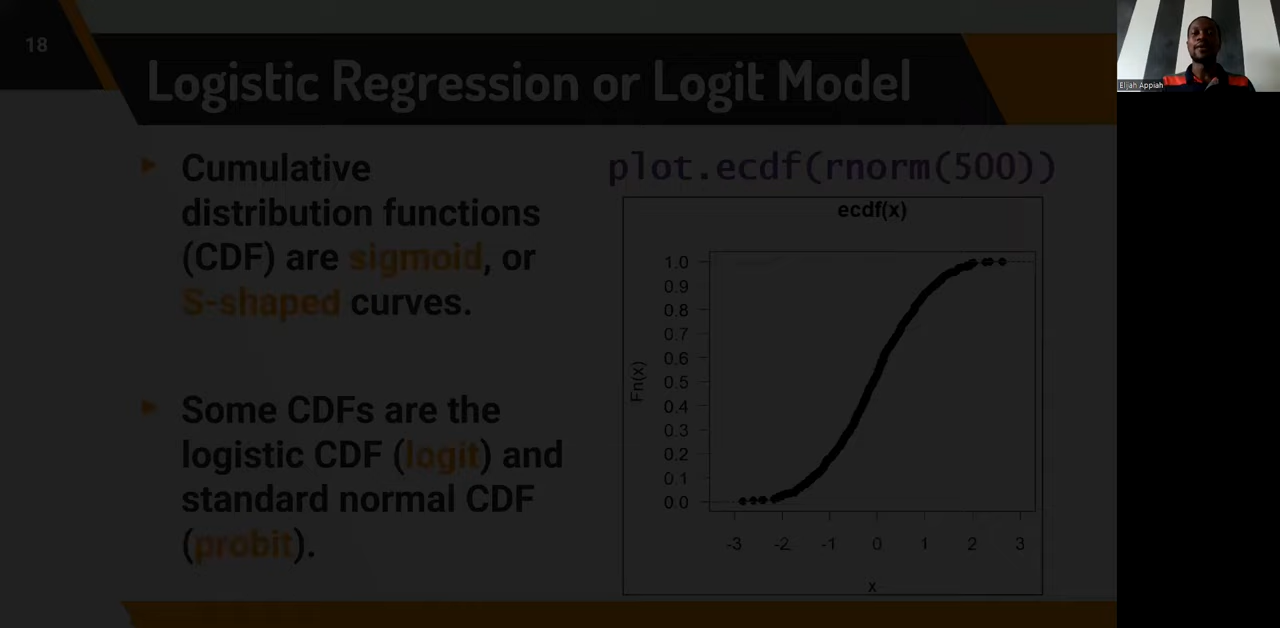 18
Logistic Regression or Logit Model
Elijah Appiah
Cumulative
distribution functions
(CDF) are sigmoid, or
S-shaped curves.
Some CDFs are the
logistic CDF (logit) and
standard normal CDF
(probit).
plot.ecdf(rnorm(500))
ecdf(x)
1.0
0.9
0.8
0.7
0.6
0.5
0.4
0.3
0.2
0.1
0.0
Fn(x)
-3 -2 -1 0 1 2 3
x